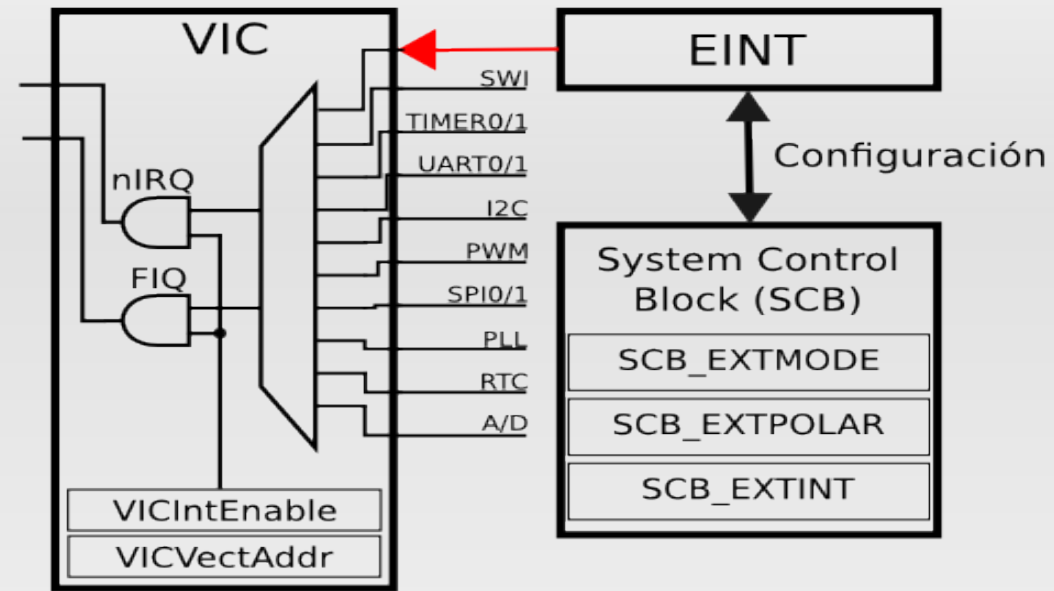 VIC
EINT
SWI
TIMER0/1
UART0/1
Configuración
nIRQ
I2C
PWM
FIQ
SPI0/1
PLL
RTC
A/D
System Control
Block (SCB)
SCB_EXTMODE
SCB_EXTPOLAR
SCB_EXTINT
VICIntEnable
VICVectAddr